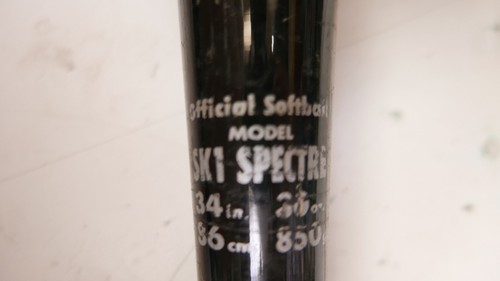 Official Softball
MODEL
SK1 SPECTRE
34 in.
86 cm 850